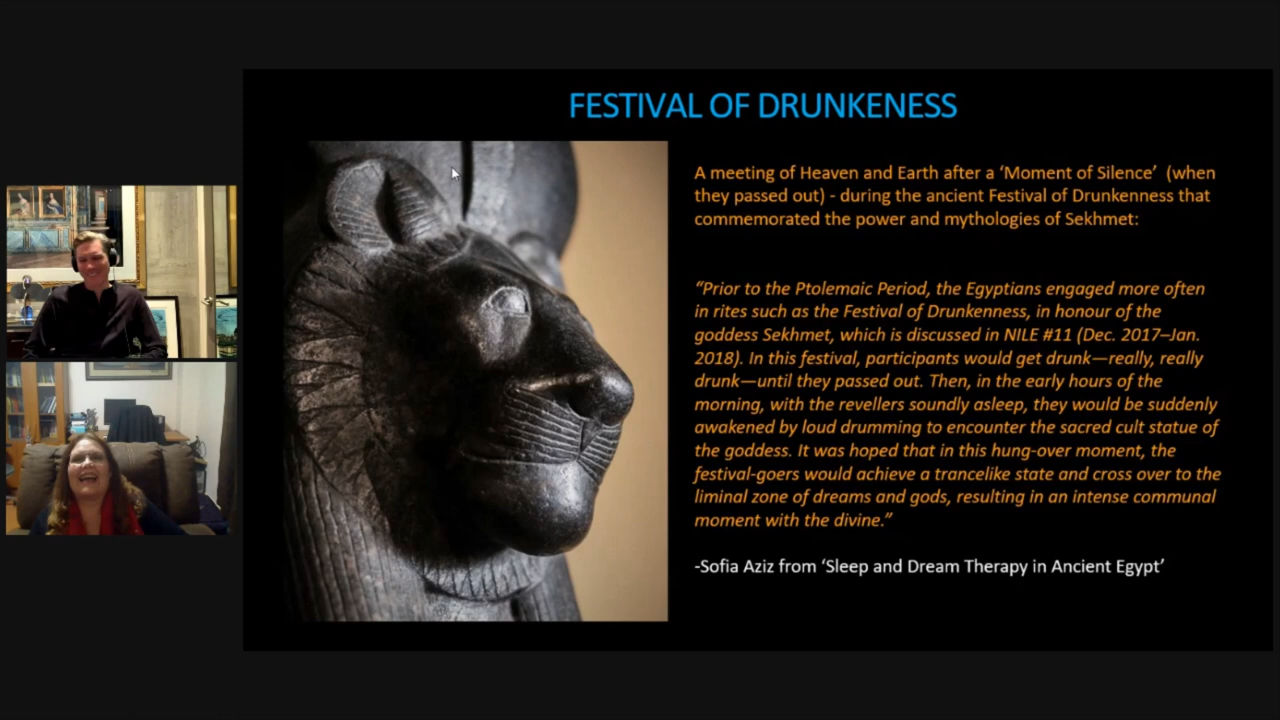 FESTIVAL OF DRUNKENESS
A meeting of Heaven and Earth after a ‘Moment of Silence’ (when
they passed out) - during the ancient Festival of Drunkenness that
commemorated the power and mythologies of Sekhmet:
“Prior to the Ptolemaic Period, the Egyptians engaged more often
in rites such as the Festival of Drunkenness, in honour of the
goddess Sekhmet, which is discussed in NILE #11 (Dec. 2017–Jan.
2018). In this festival, participants would get drunk—really, really
drunk—until they passed out. Then, in the early hours of the
morning, with the revellers soundly asleep, they would be suddenly
awakened by loud drumming to encounter the sacred cult statue of
the goddess. It was hoped that in this hung-over moment, the
festival-goers would achieve a trancelike state and cross over to the
liminal zone of dreams and gods, resulting in an intense communal
moment with the divine.”
-Sofia Aziz from ‘Sleep and Dream Therapy in Ancient Egypt’